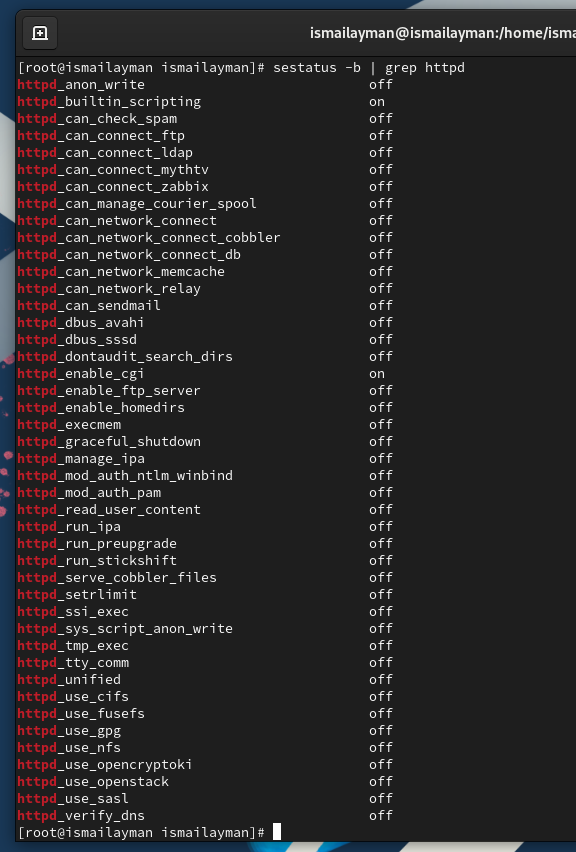 ismailayman@ismailayman:/home/isma
[root@ismailayman ismailayman]# sestatus -b | grep httpd
httpd_anon_write off
httpd_builtin_scripting on
httpd_can_check_spam off
httpd_can_connect_ftp off
httpd_can_connect_ldap off
httpd_can_connect_mythtv off
httpd_can_connect_zabbix off
httpd_can_manage_courier_spool off
httpd_can_network_connect off
httpd_can_network_connect_cobbler off
httpd_can_network_connect_db off
httpd_can_network_memcache off
httpd_can_network_relay off
httpd_can_sendmail off
httpd_dbus_avahi off
httpd_dbus_sssd off
httpd_dontaudit_search_dirs off
httpd_enable_cgi on
httpd_enable_ftp_server off
httpd_enable_homedirs off
httpd_execmem off
httpd_graceful_shutdown off
httpd_manage_ipa off
httpd_mod_auth_ntlm_winbind off
httpd_mod_auth_pam off
httpd_read_user_content off
httpd_run_ipa off
httpd_run_preupgrade off
httpd_run_stickshift off
httpd_serve_cobbler_files off
httpd_setrlimit off
httpd_ssi_exec off
httpd_sys_script_anon_write off
httpd_tmp_exec off
httpd_tty_comm off
httpd_unified off
httpd_use_cifs off
httpd_use_fusefs off
httpd_use_gpg off
httpd_use_nfs off
httpd_use_opencryptoki off
httpd_use_openstack off
httpd_use_sasl off
httpd_verify_dns off
[root@ismailayman ismailayman]#